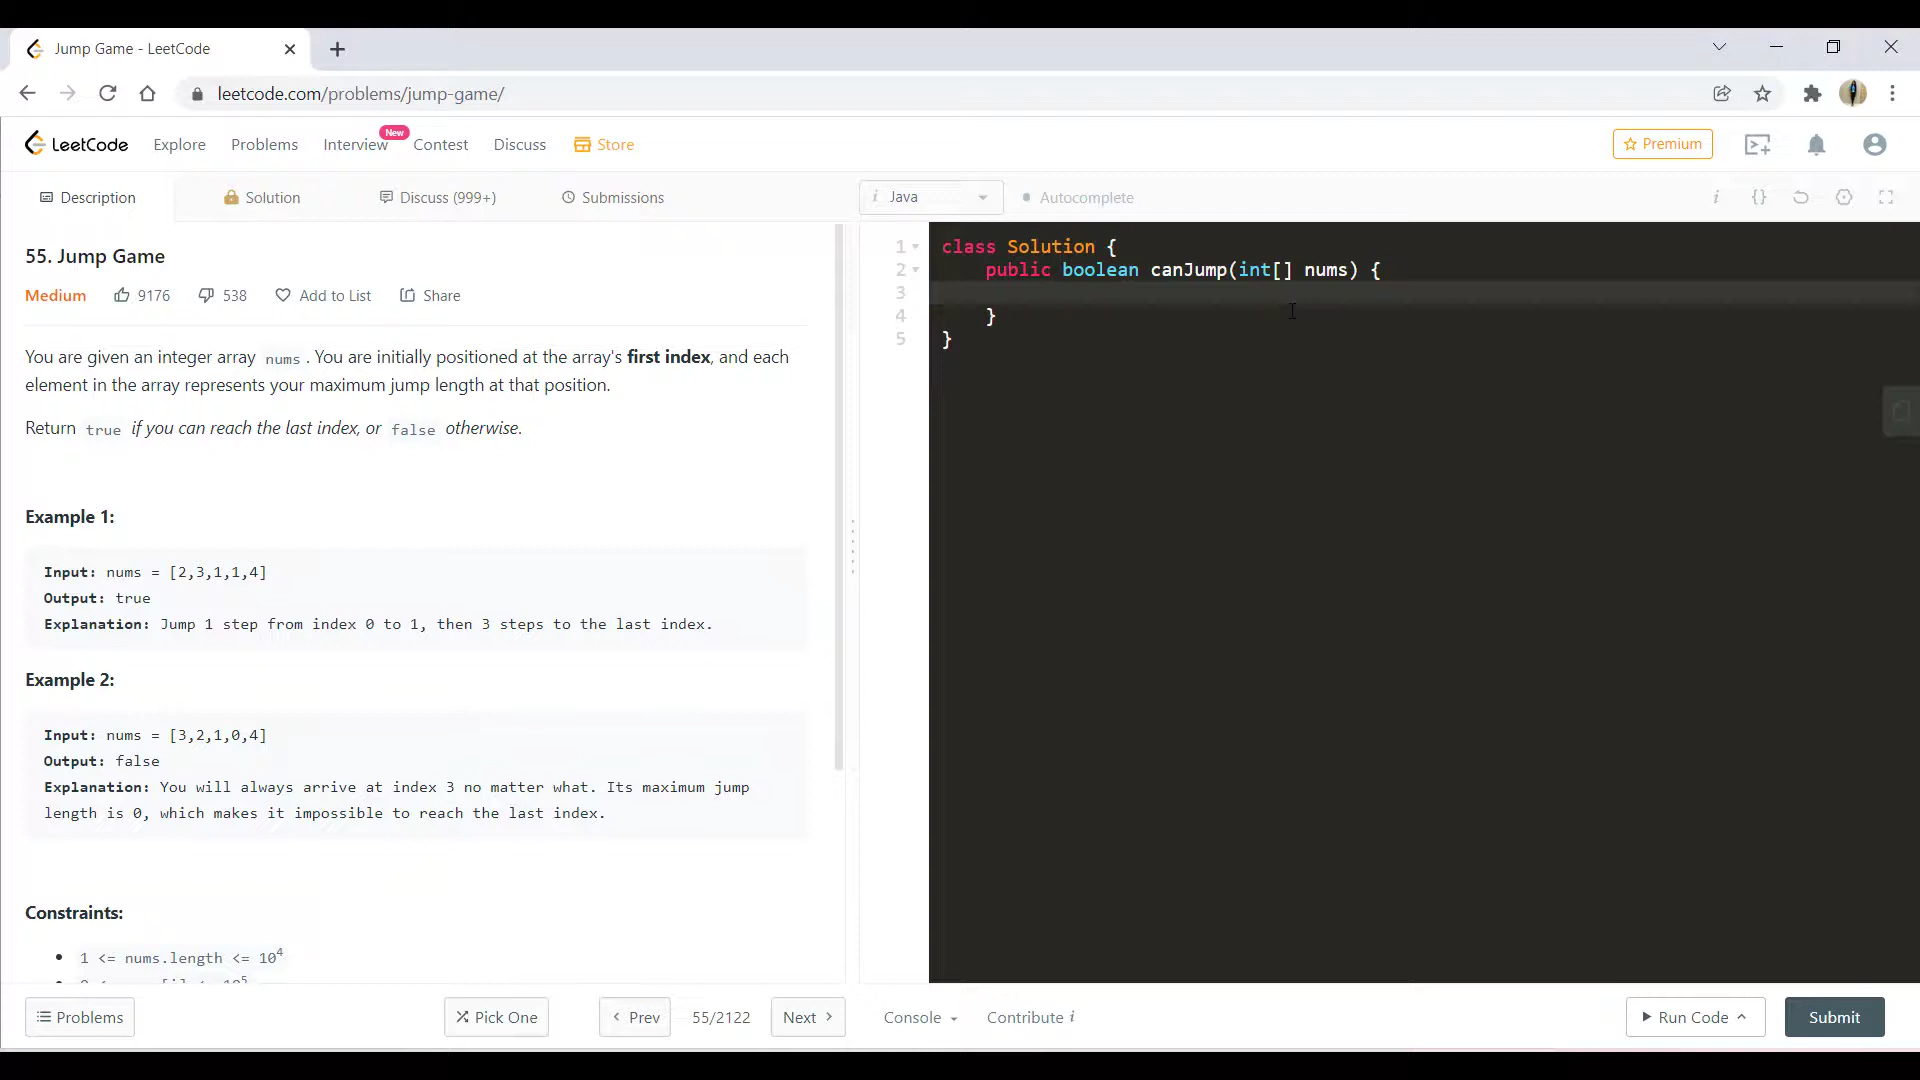 Jump Game - LeetCode
leetcode.com/problems/jump-game/
LeetCode Explore Problems Interview New Contest Discuss Store Premium
Description Solution Discuss (999+) Submissions
i Java Autocomplete i {}
55. Jump Game
Medium 9176 538 Add to List Share
You are given an integer array nums . You are initially positioned at the array's first index, and each
element in the array represents your maximum jump length at that position.
Return true if you can reach the last index, or false otherwise.
Example 1:
Input: nums = [2,3,1,1,4]
Output: true
Explanation: Jump 1 step from index 0 to 1, then 3 steps to the last index.
Example 2:
Input: nums = [3,2,1,0,4]
Output: false
Explanation: You will always arrive at index 3 no matter what. Its maximum jump
length is 0, which makes it impossible to reach the last index.
Constraints:
1 <= nums.length <= 10^4
1 class Solution {
2 public boolean canJump(int[] nums) {
3
4 }
5 }
Problems Pick One Prev 55/2122 Next Console Contribute i Run Code Submit